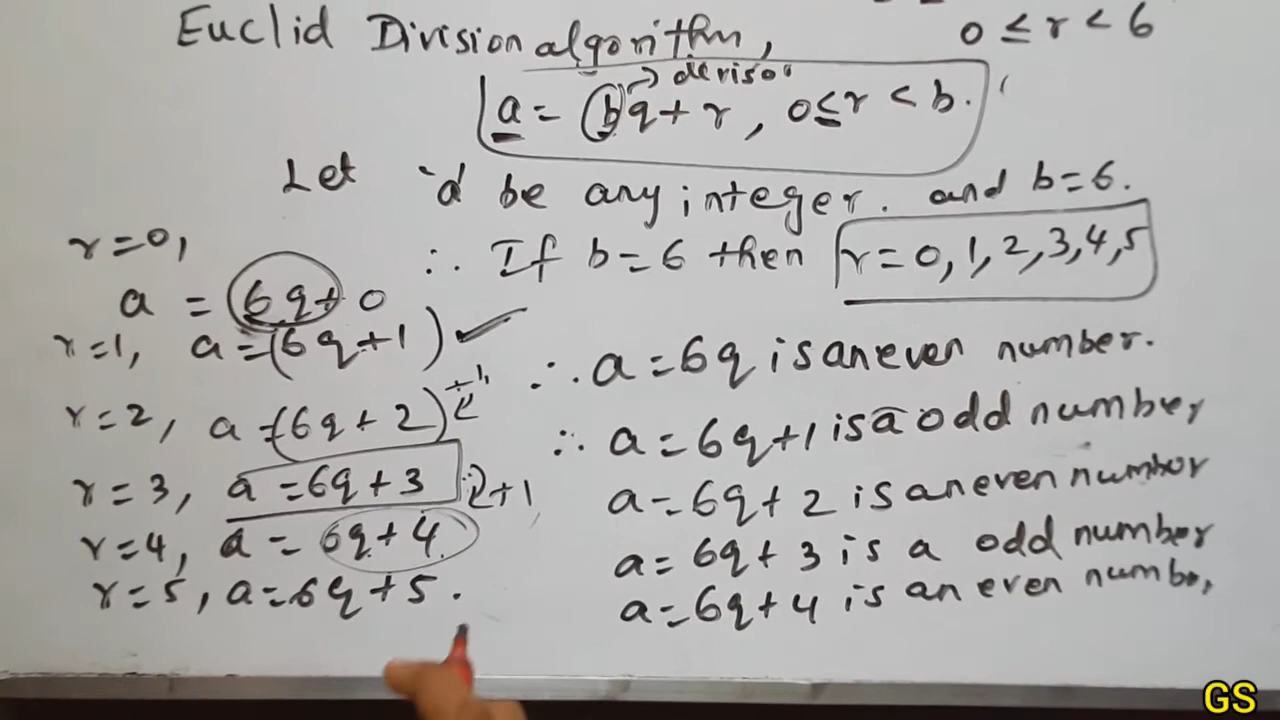 Euclid Division algorithm,
0 ≤ r < 6
→ deviso
a = bq + r, 0 ≤ r < b.
Let 'a' be any integer. and b = 6.
∴ If b = 6 then r = 0, 1, 2, 3, 4, 5
r = 0,
a = 6q + 0
r = 1, a = (6q + 1) ✓
r = 2, a = (6q + 2)
r = 3, a = 6q + 3
2 + 1
r = 4, a = 6q + 4
r = 5, a = 6q + 5.
∴ a = 6q is an even number.
∴ a = 6q + 1 is a odd number,
a = 6q + 2 is an even number
a = 6q + 3 is a odd number
a = 6q + 4 is an even numbe,
GS